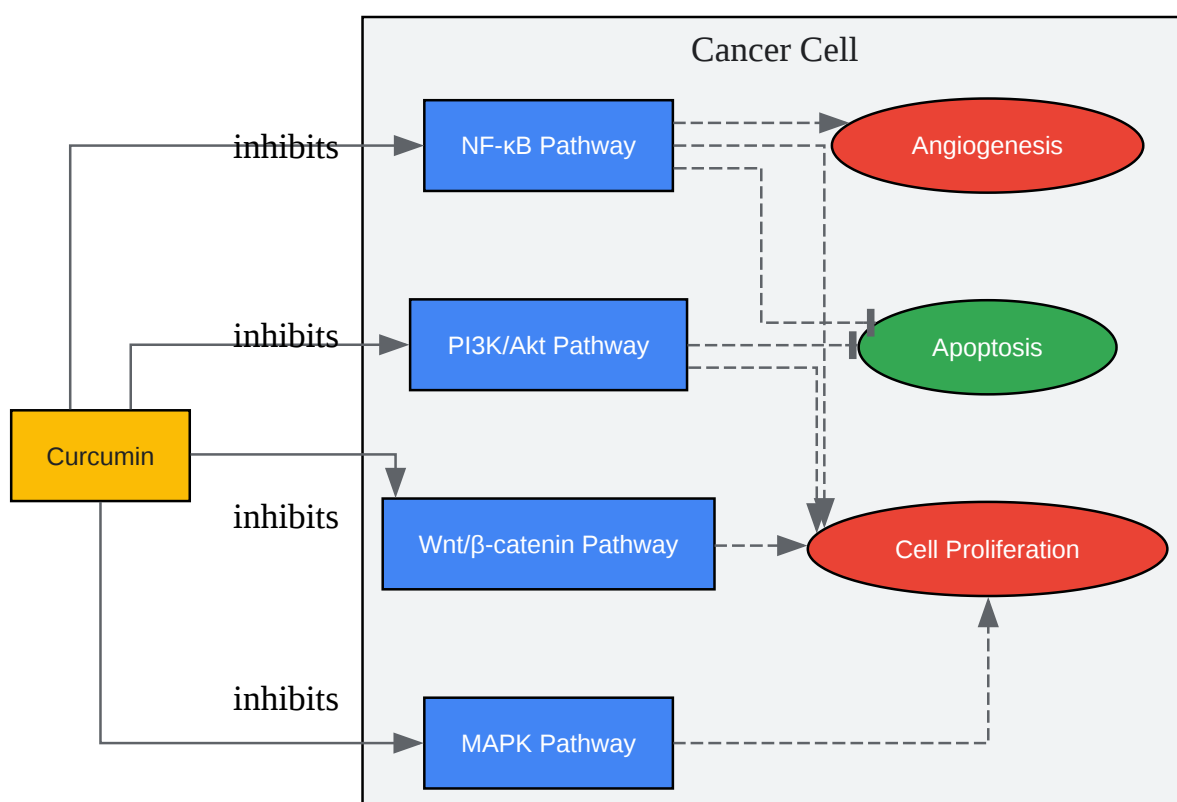 Cancer Cell
inhibits
NF-κB Pathway
Angiogenesis
inhibits
PI3K/Akt Pathway
Apoptosis
Curcumin
inhibits
Wnt/β-catenin Pathway
Cell Proliferation
inhibits
MAPK Pathway